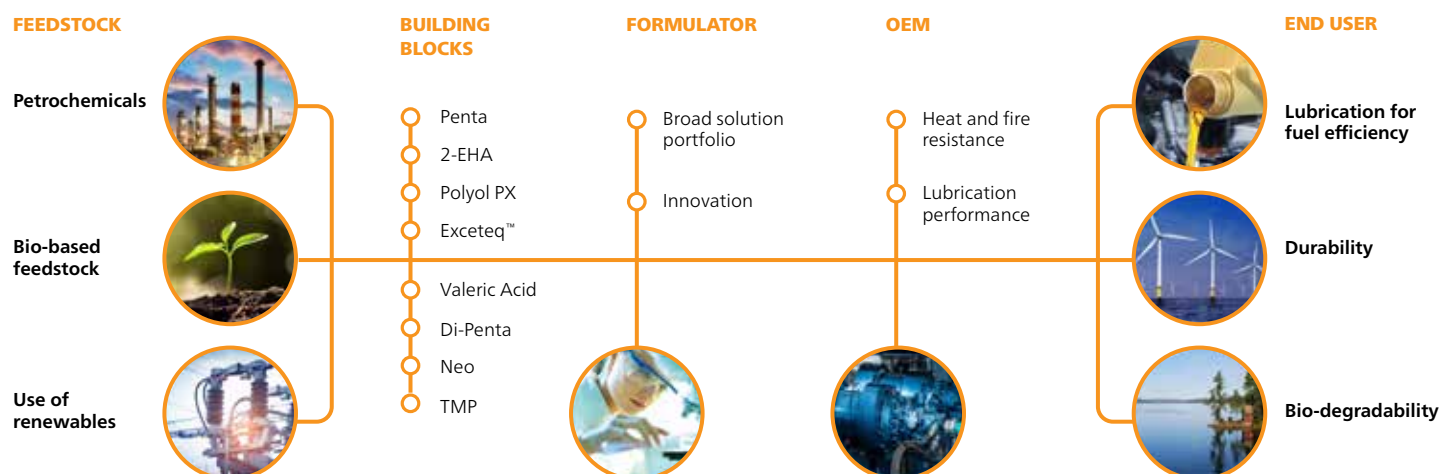 FEEDSTOCK
Petrochemicals
Bio-based
feedstock
Use of
renewables
BUILDING
BLOCKS
Penta
2-EHA
Polyol PX
Exceteq™
Valeric Acid
Di-Penta
Neo
TMP
FORMULATOR
Broad solution
portfolio
Innovation
OEM
Heat and fire
resistance
Lubrication
performance
END USER
Lubrication for
fuel efficiency
Durability
Bio-degradability